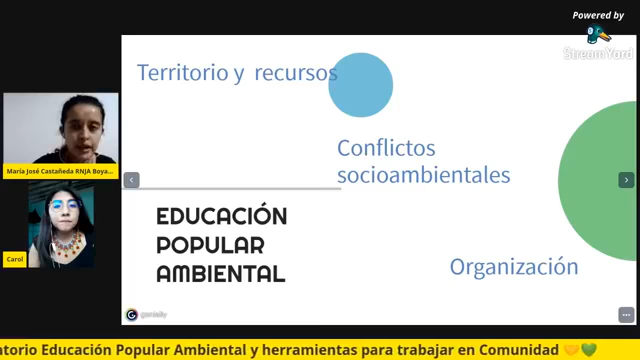 Powered by
StreamYard
Territorio y recursos
Conflictos
socioambientales
EDUCACIÓN
POPULAR
AMBIENTAL
Organización
María José Castañeda RNJA Boya...
Carol
genially
atorio Educación Popular Ambiental y herramientas para trabajar en Comunidad 🤝💚